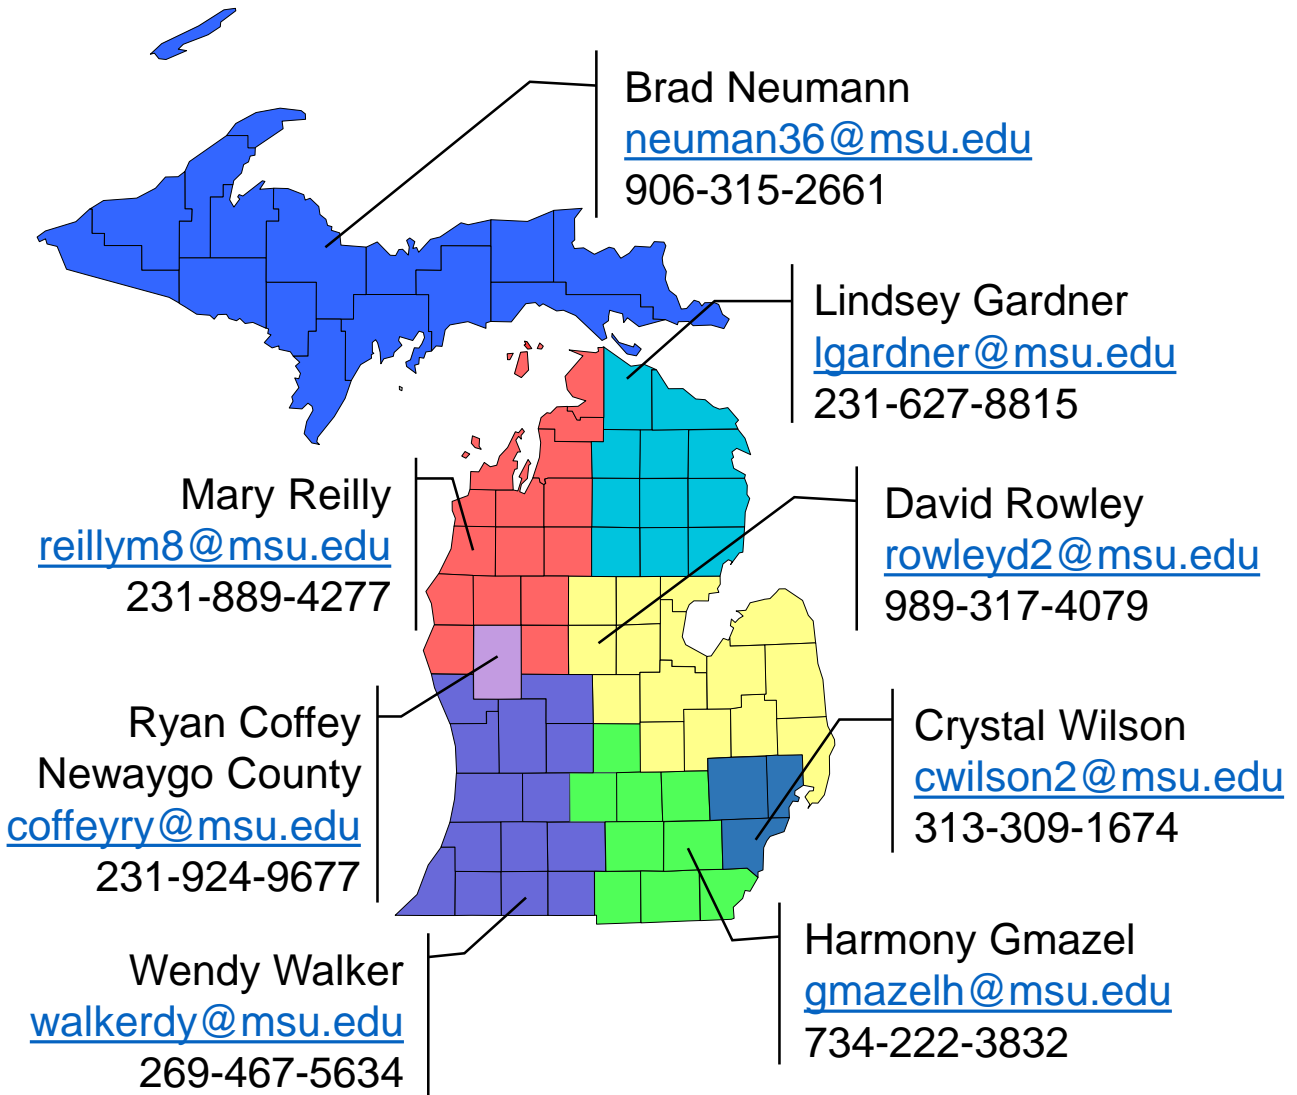 Brad Neumann
neuman36@msu.edu
906-315-2661
Lindsey Gardner
lgardner@msu.edu
231-627-8815
Mary Reilly
reillym8@msu.edu
231-889-4277
David Rowley
rowleyd2@msu.edu
989-317-4079
Ryan Coffey
Newaygo County
coffeyry@msu.edu
231-924-9677
Crystal Wilson
cwilson2@msu.edu
313-309-1674
Wendy Walker
walkerdy@msu.edu
269-467-5634
Harmony Gmazel
gmazelh@msu.edu
734-222-3832